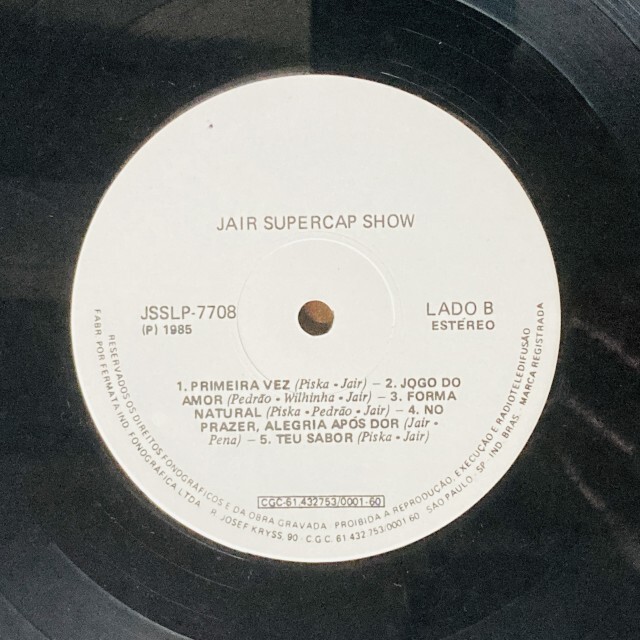 JAIR SUPERCAP SHOW
JSSLP-7708
(P) 1985
LADO B
ESTÉREO
1. PRIMEIRA VEZ (Piska - Jair) – 2. JOGO DO
AMOR (Pedrão - Wilhinha - Jair) – 3. FORMA
NATURAL (Piska - Pedrão - Jair) – 4. NO
PRAZER, ALEGRIA APÓS DOR (Jair -
Pena) – 5. TEU SABOR (Piska - Jair)
CGC-61.432753/0001-60
RESERVADOS OS DIREITOS FONOGRÁFICOS E DA OBRA GRAVADA - PROIBIDA A REPRODUÇÃO, EXECUÇÃO E RADIOTELEDIFUSÃO
FABR. POR FERMATA IND. FONOGRÁFICA LTDA - R. JOSEF KRYSS, 90 - C.G.C. 61 432 753/0001 60 - SÃO PAULO, SP - IND. BRAS. MARCA REGISTRADA